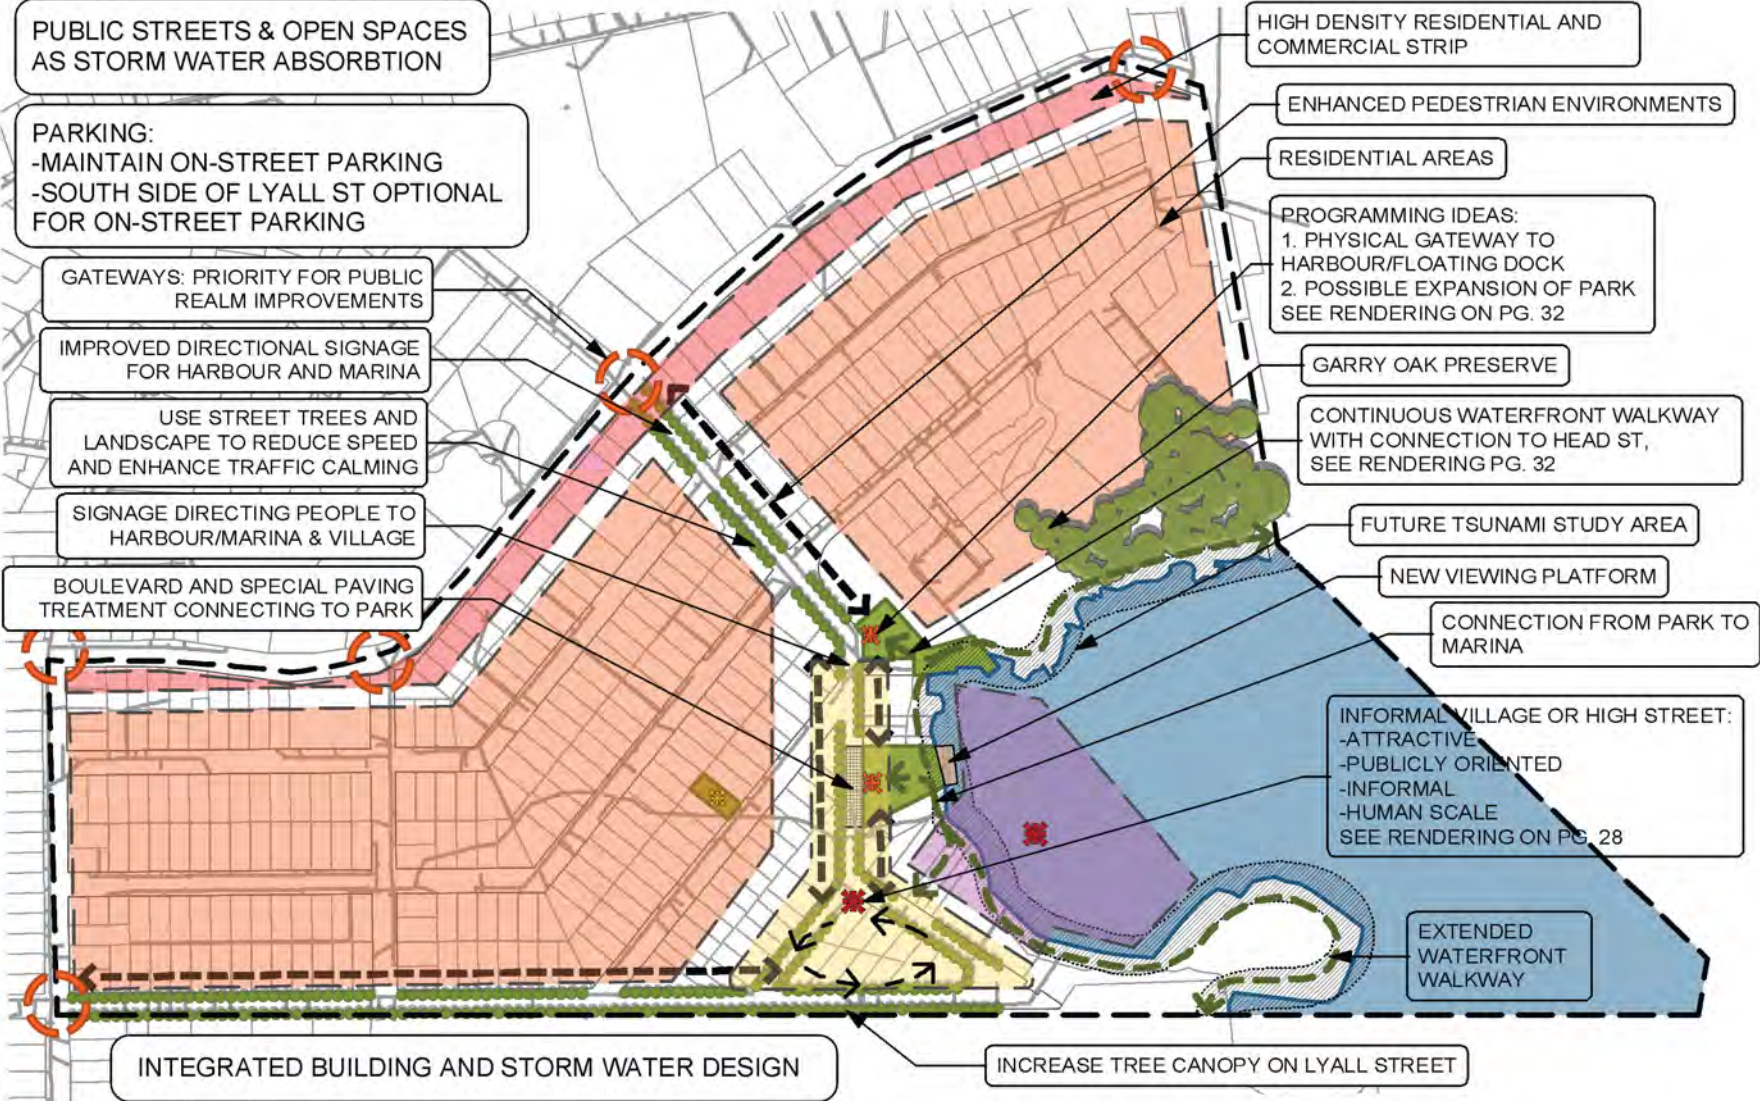 PUBLIC STREETS & OPEN SPACES
AS STORM WATER ABSORBTION
PARKING:
-MAINTAIN ON-STREET PARKING
-SOUTH SIDE OF LYALL ST OPTIONAL
FOR ON-STREET PARKING
GATEWAYS: PRIORITY FOR PUBLIC
REALM IMPROVEMENTS
IMPROVED DIRECTIONAL SIGNAGE
FOR HARBOUR AND MARINA
USE STREET TREES AND
LANDSCAPE TO REDUCE SPEED
AND ENHANCE TRAFFIC CALMING
SIGNAGE DIRECTING PEOPLE TO
HARBOUR/MARINA & VILLAGE
BOULEVARD AND SPECIAL PAVING
TREATMENT CONNECTING TO PARK
HIGH DENSITY RESIDENTIAL AND
COMMERCIAL STRIP
ENHANCED PEDESTRIAN ENVIRONMENTS
RESIDENTIAL AREAS
PROGRAMMING IDEAS:
1. PHYSICAL GATEWAY TO
HARBOUR/FLOATING DOCK
2. POSSIBLE EXPANSION OF PARK
SEE RENDERING ON PG. 32
GARRY OAK PRESERVE
CONTINUOUS WATERFRONT WALKWAY
WITH CONNECTION TO HEAD ST,
SEE RENDERING PG. 32
FUTURE TSUNAMI STUDY AREA
NEW VIEWING PLATFORM
CONNECTION FROM PARK TO
MARINA
INFORMAL VILLAGE OR HIGH STREET:
-ATTRACTIVE
-PUBLICLY ORIENTED
-INFORMAL
-HUMAN SCALE
SEE RENDERING ON PG. 28
EXTENDED
WATERFRONT
WALKWAY
INTEGRATED BUILDING AND STORM WATER DESIGN
INCREASE TREE CANOPY ON LYALL STREET